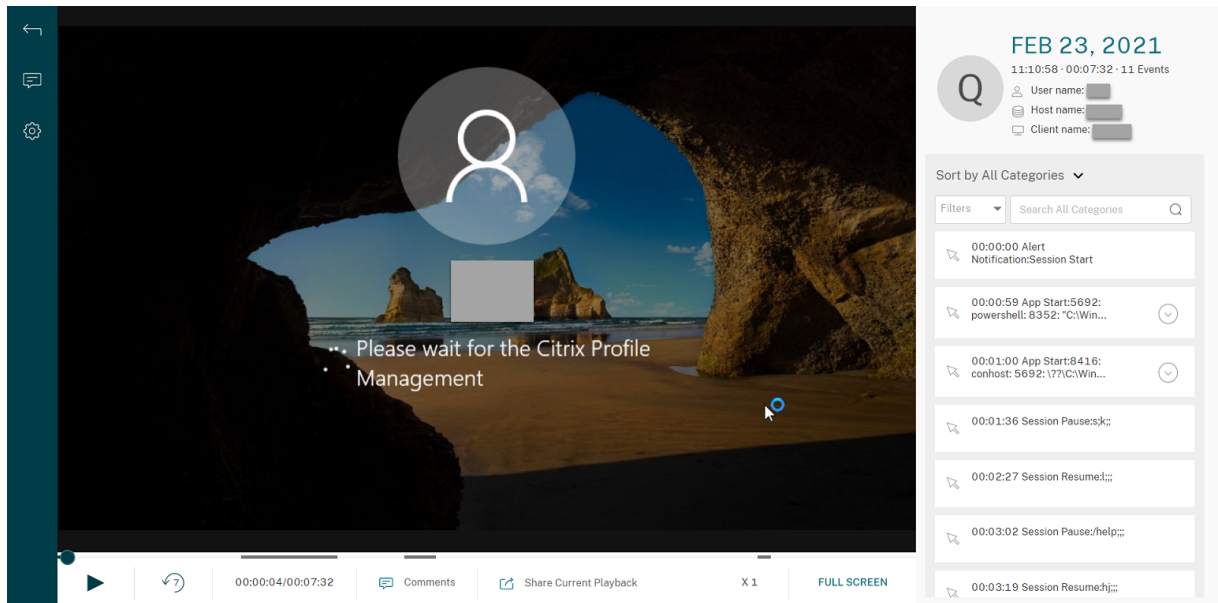 Q
FEB 23, 2021
11:10:58 · 00:07:32 · 11 Events
User name:
Host name:
Client name:
Sort by All Categories
Filters
Search All Categories
00:00:00 Alert
Notification:Session Start
00:00:59 App Start:5692:
powershell: 8352: "C:\Win...
00:01:00 App Start:8416:
conhost: 5692: \??\C:\Win...
00:01:36 Session Pause:s;k;;
00:02:27 Session Resume:l;;;
00:03:02 Session Pause:/help;;;
00:03:19 Session Resume:hj;;;
Please wait for the Citrix Profile
Management
7
00:00:04/00:07:32
Comments
Share Current Playback
X 1
FULL SCREEN